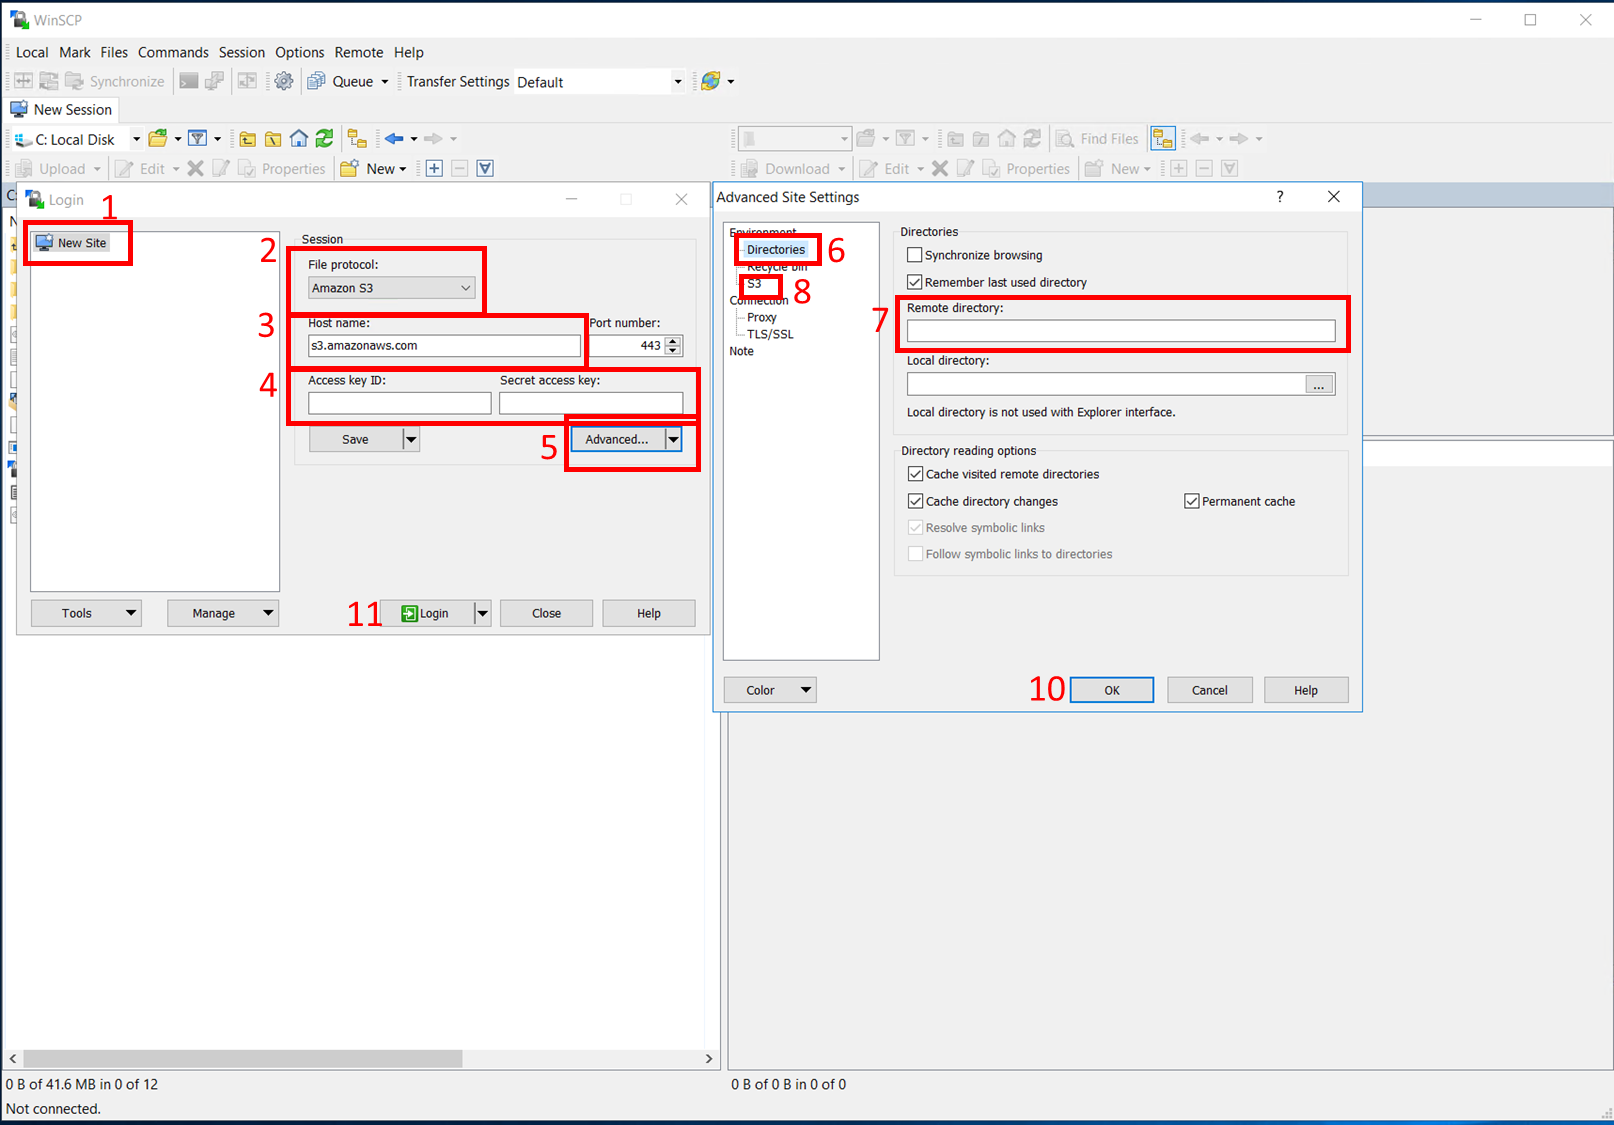 WinSCP
Local Mark Files Commands Session Options Remote Help
Synchronize Queue Transfer Settings Default
New Session
C: Local Disk Find Files
Upload Edit Properties New Download Edit Properties New
Login
1
New Site
2
Session
File protocol:
Amazon S3
3
Host name: Port number:
s3.amazonaws.com 443
4
Access key ID: Secret access key:
Save
5
Advanced...
Tools Manage
11
Login Close Help
Advanced Site Settings ?
Environment
Directories
6
Recycle bin
S3
8
Connection
Proxy
TLS/SSL
Note
Directories
Synchronize browsing
Remember last used directory
7
Remote directory:
Local directory:
...
Local directory is not used with Explorer interface.
Directory reading options
Cache visited remote directories
Cache directory changes Permanent cache
Resolve symbolic links
Follow symbolic links to directories
Color
10
OK Cancel Help
0 B of 41.6 MB in 0 of 12 0 B of 0 B in 0 of 0
Not connected.